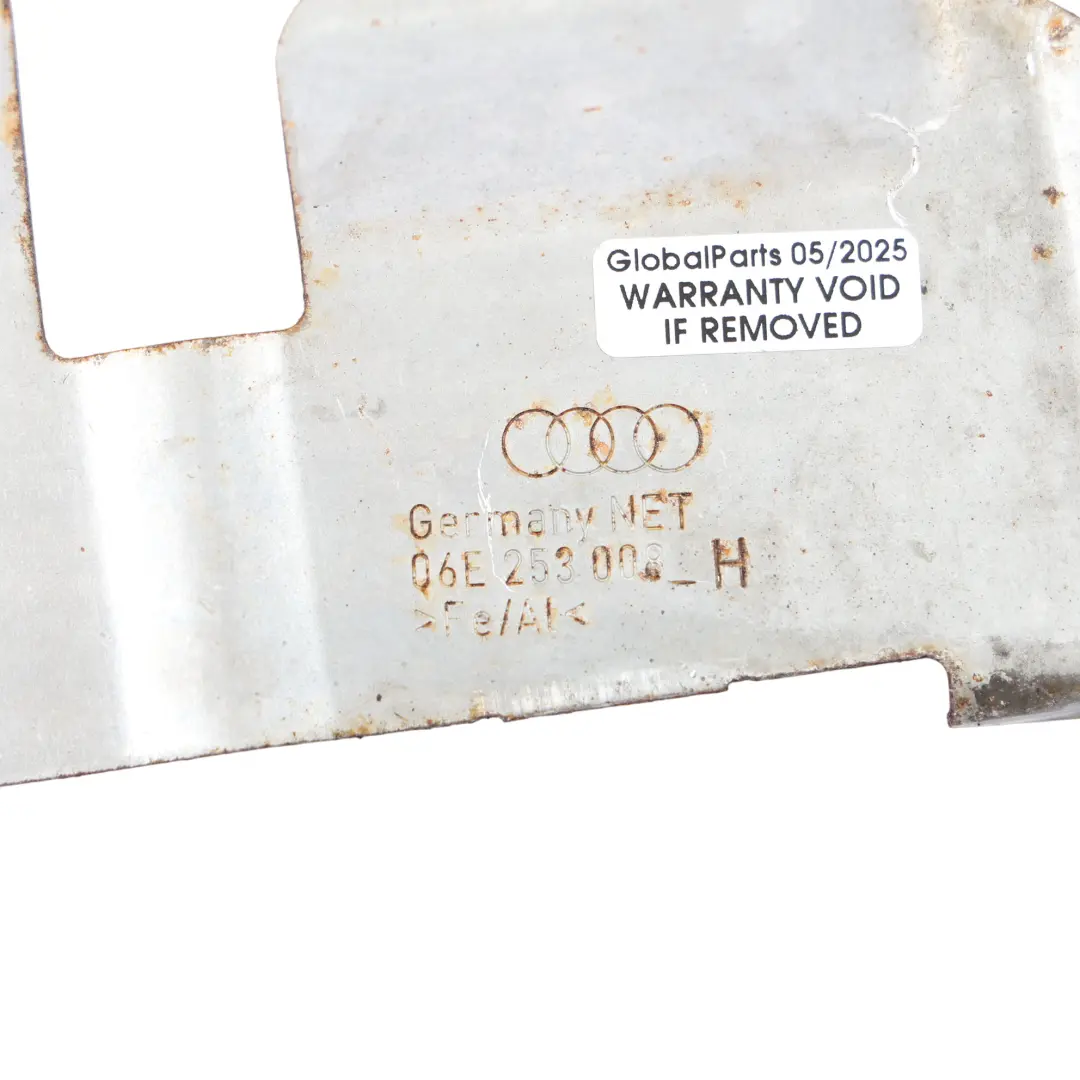 GlobalParts 05/2025
WARRANTY VOID
IF REMOVED
Germany NET
06E 253 008_H
>Fe/Al<